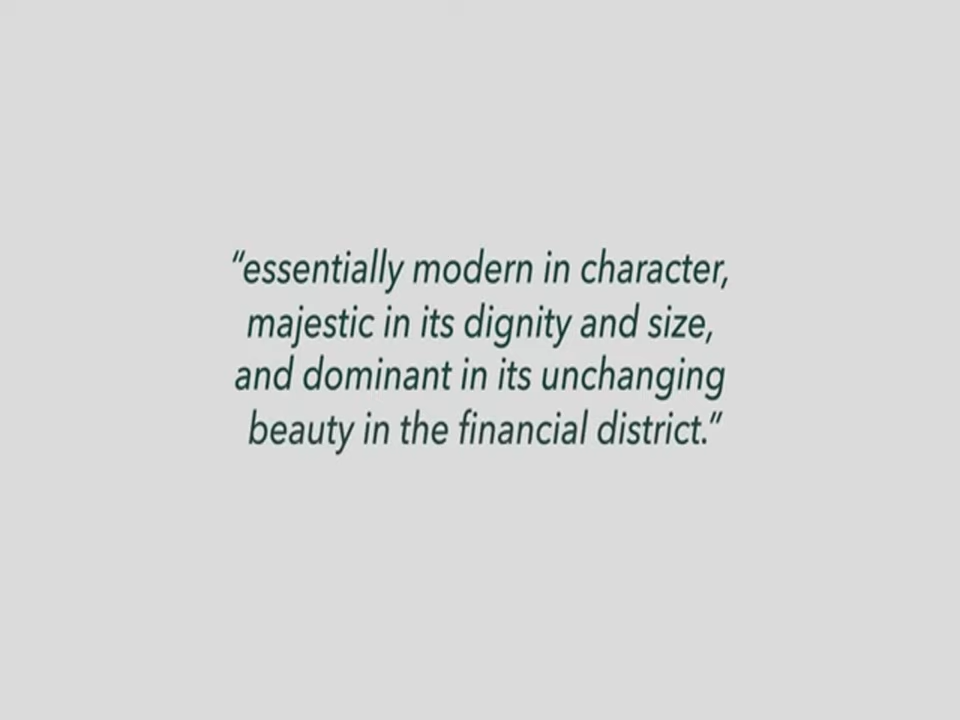 “essentially modern in character,
majestic in its dignity and size,
and dominant in its unchanging
beauty in the financial district.”